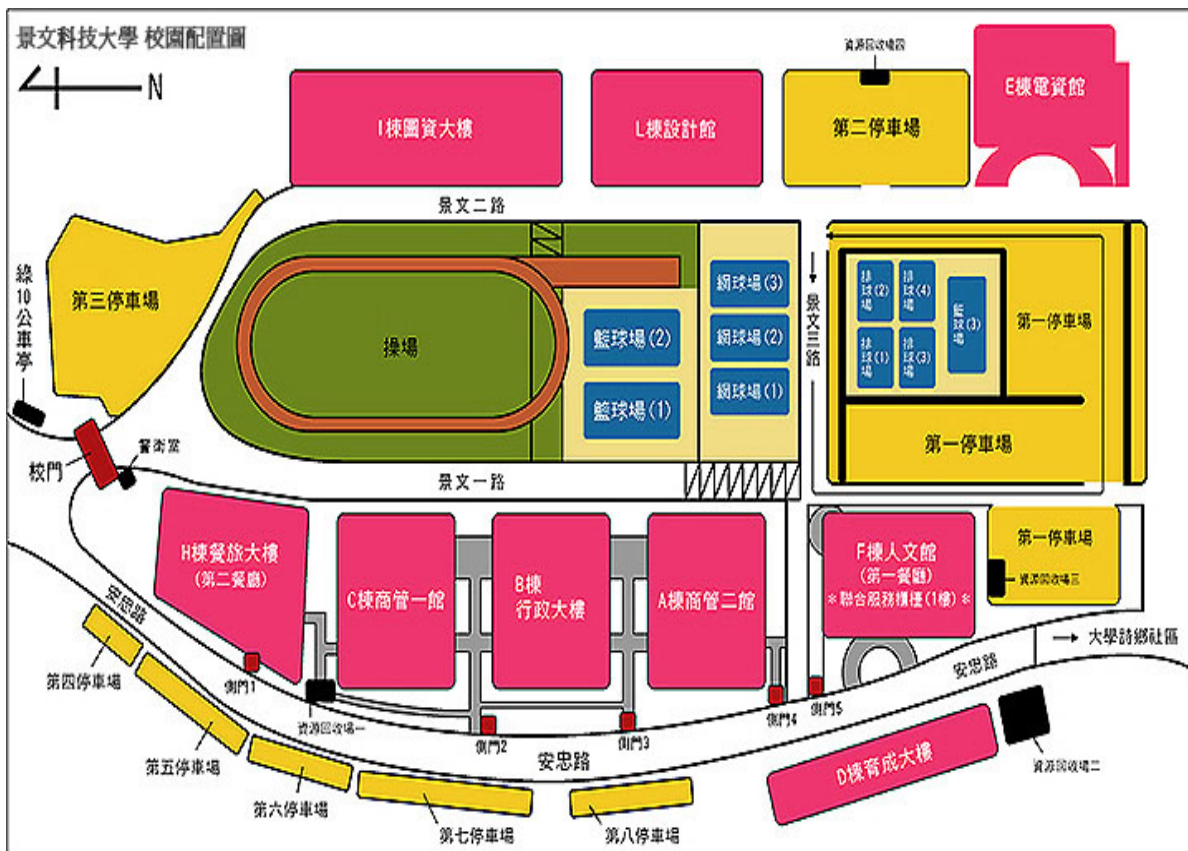 景文科技大學 校園配置圖
N
資源回收場四
E棟電資館
I棟圖資大樓
L棟設計館
第二停車場
景文二路
綠10公車亭
第三停車場
操場
籃球場(2)
籃球場(1)
網球場(3)
網球場(2)
網球場(1)
→景文三路
排球(2)
排球(4)
籃球場(3)
排球(1)場
排球(3)場
第一停車場
第一停車場
校門
警衛室
景文一路
H棟餐旅大樓
(第二餐廳)
C棟商管一館
B棟
行政大樓
A棟商管二館
F棟人文館
(第一餐廳)
*聯合服務櫃檯(1樓)*
第一停車場
資源回收場三
→ 大學詩鄉社區
安忠路
安忠路
安忠路
側門1
資源回收場一
側門2
側門3
側門4
側門5
第四停車場
第五停車場
第六停車場
第七停車場
第八停車場
D棟育成大樓
資源回收場二